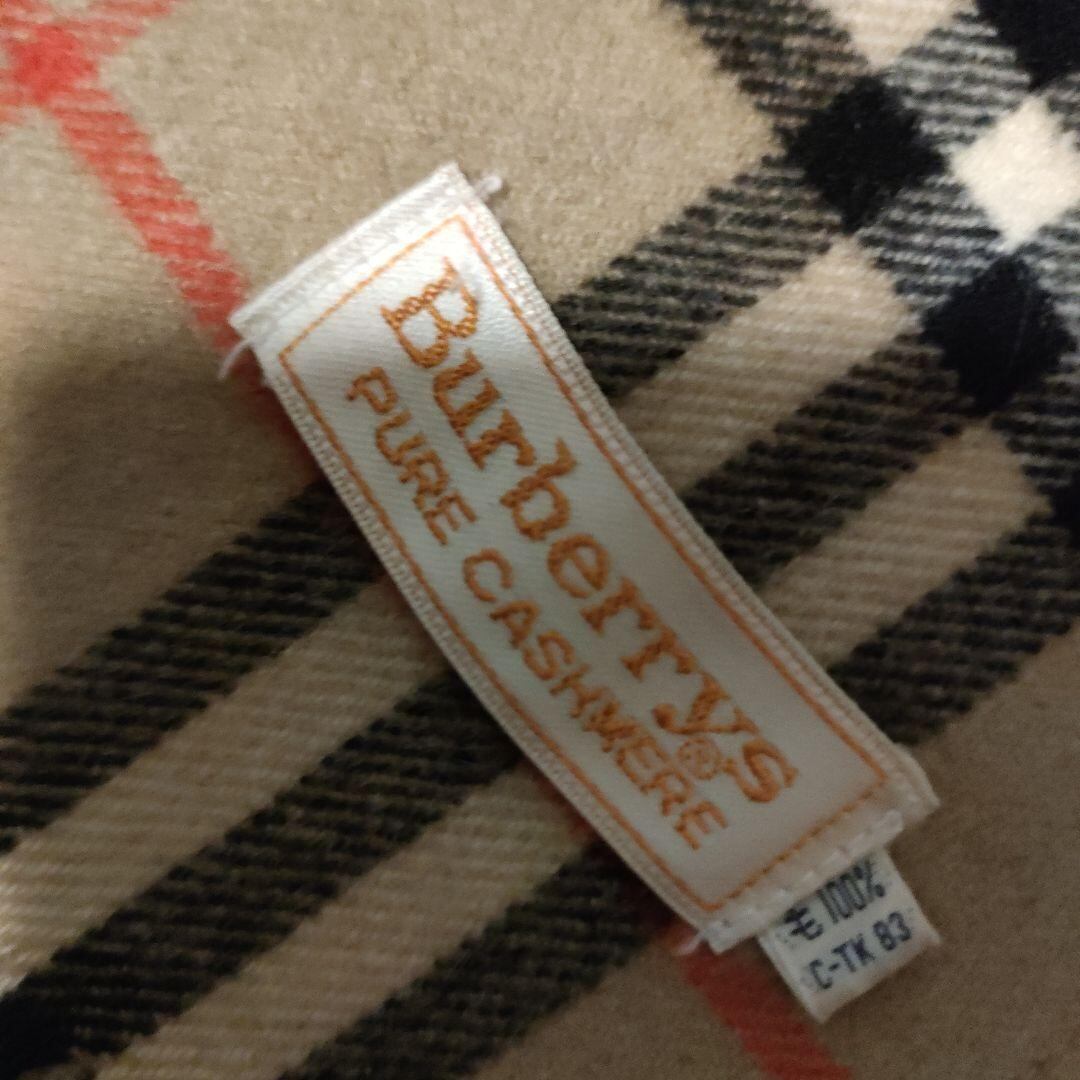 Burberrys®
PURE CASHMERE
毛 100%
C-TK 83